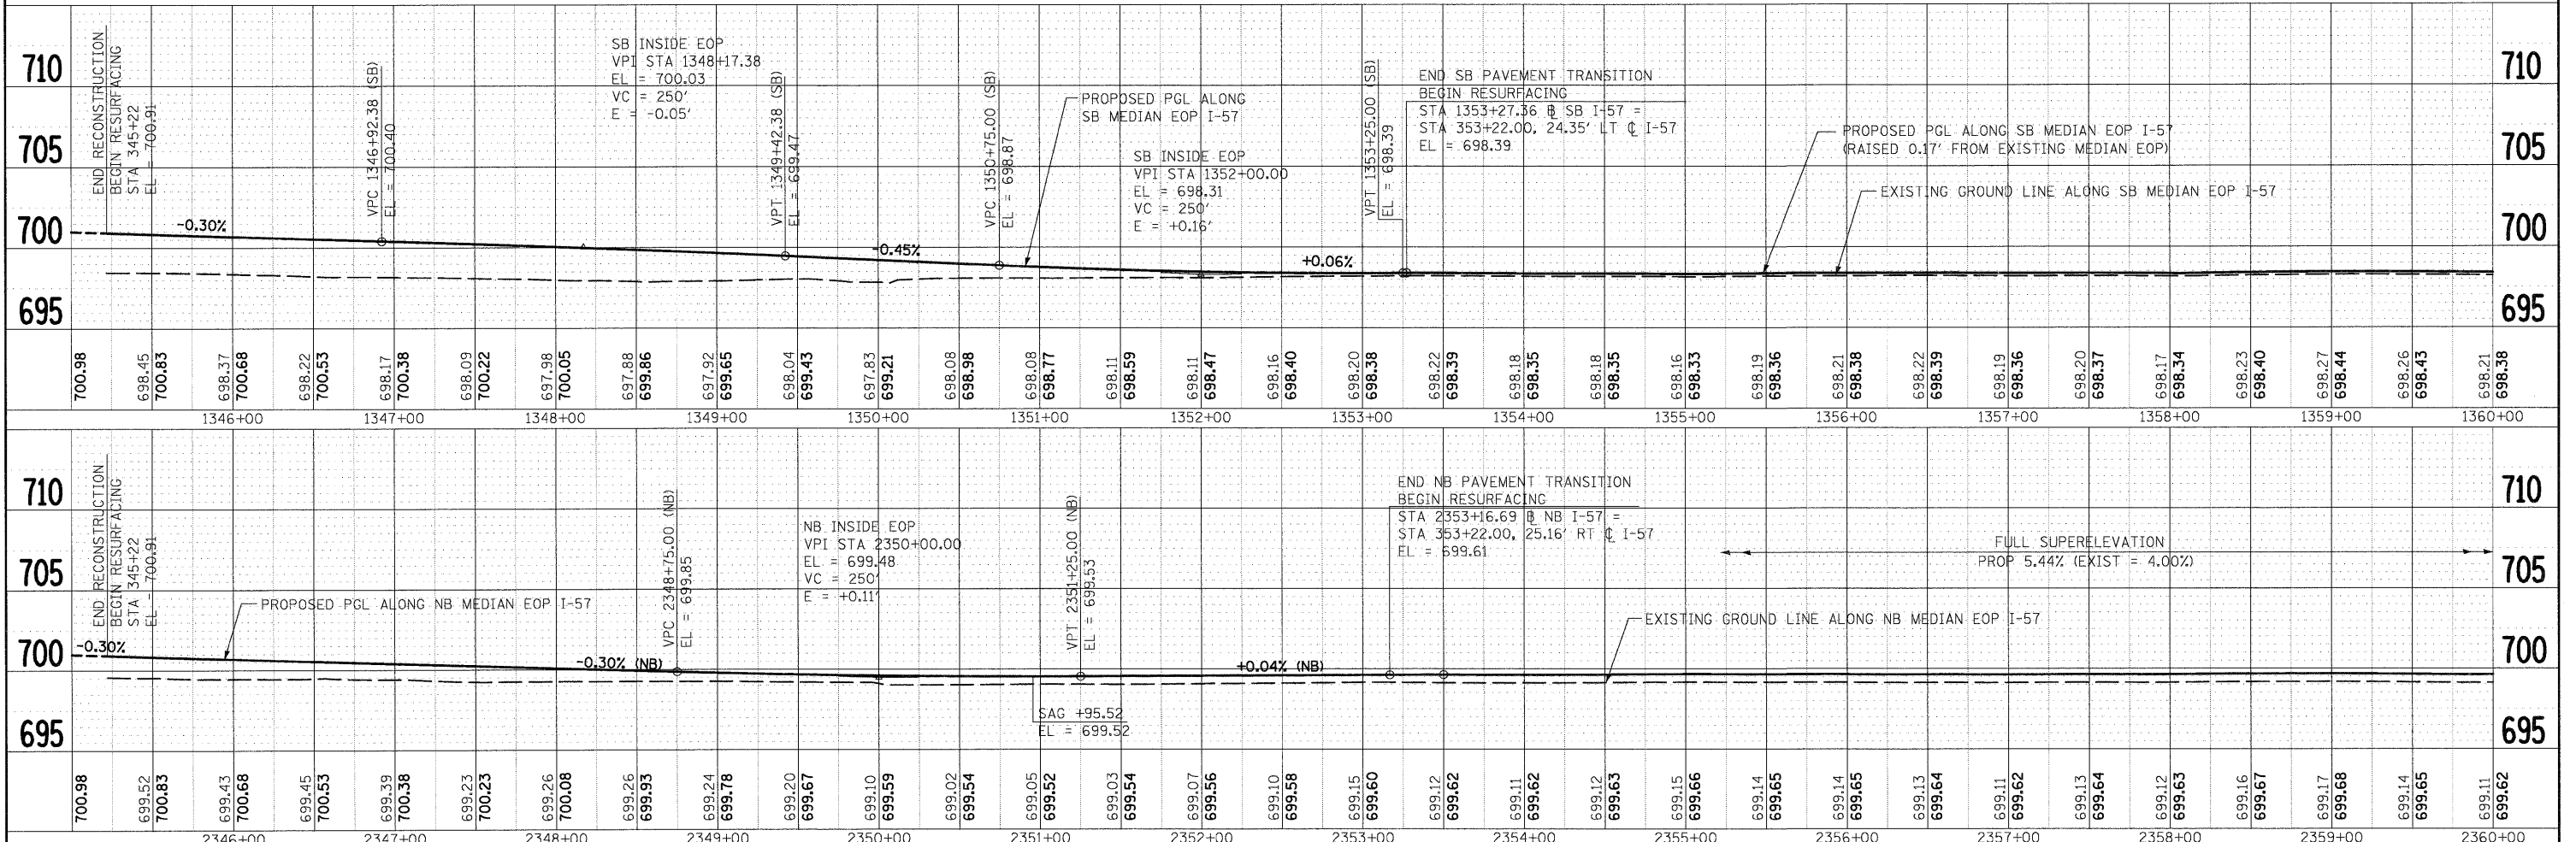 710
705
700
695
END RECONSTRUCTION
BEGIN RESURFACING
STA 345+22
EL = 700.91
-0.30%
VPC 1346+92.38 (SB)
EL = 700.40
SB INSIDE EOP
VPI STA 1348+17.38
EL = 700.03
VC = 250'
E = -0.05'
VPT 1349+42.38 (SB)
EL = 699.47
-0.45%
VPC 1350+75.00 (SB)
EL = 698.87
PROPOSED PGL ALONG
SB MEDIAN EOP I-57
SB INSIDE EOP
VPI STA 1352+00.00
EL = 698.31
VC = 250'
E = +0.16'
+0.06%
VPT 1353+25.00 (SB)
EL = 698.39
END SB PAVEMENT TRANSITION
BEGIN RESURFACING
STA 1353+27.36 ℄ SB I-57 =
STA 353+22.00, 24.35' LT ℄ I-57
EL = 698.39
PROPOSED PGL ALONG SB MEDIAN EOP I-57
(RAISED 0.17' FROM EXISTING MEDIAN EOP)
EXISTING GROUND LINE ALONG SB MEDIAN EOP I-57
710
705
700
695
700.98
698.45 700.83
698.37 700.68
698.22 700.53
698.17 700.38
698.09 700.22
697.98 700.05
697.88 699.86
697.92 699.65
698.04 699.43
697.83 699.21
698.08 698.98
698.08 698.77
698.11 698.59
698.11 698.47
698.16 698.40
698.20 698.38
698.22 698.39
698.18 698.35
698.18 698.35
698.16 698.33
698.19 698.36
698.21 698.38
698.22 698.39
698.19 698.36
698.20 698.37
698.17 698.34
698.23 698.40
698.27 698.44
698.26 698.43
698.21 698.38
1346+00 1347+00 1348+00 1349+00 1350+00 1351+00 1352+00 1353+00 1354+00 1355+00 1356+00 1357+00 1358+00 1359+00 1360+00
710
705
700
695
END RECONSTRUCTION
BEGIN RESURFACING
STA 345+22
EL = 700.91
-0.30%
PROPOSED PGL ALONG NB MEDIAN EOP I-57
-0.30% (NB)
VPC 2348+75.00 (NB)
EL = 699.85
NB INSIDE EOP
VPI STA 2350+00.00
EL = 699.48
VC = 250'
E = +0.11'
SAG +95.52
EL = 699.52
VPT 2351+25.00 (NB)
EL = 699.53
+0.04% (NB)
END NB PAVEMENT TRANSITION
BEGIN RESURFACING
STA 2353+16.69 ℄ NB I-57 =
STA 353+22.00, 25.16' RT ℄ I-57
EL = 699.61
EXISTING GROUND LINE ALONG NB MEDIAN EOP I-57
FULL SUPERELEVATION
PROP 5.44% (EXIST = 4.00%)
710
705
700
695
700.98
699.52 700.83
699.43 700.68
699.45 700.53
699.39 700.38
699.23 700.23
699.26 700.08
699.26 699.93
699.24 699.78
699.20 699.67
699.10 699.59
699.02 699.54
699.05 699.52
699.03 699.54
699.07 699.56
699.10 699.58
699.15 699.60
699.12 699.62
699.11 699.62
699.12 699.63
699.15 699.66
699.14 699.65
699.14 699.65
699.13 699.64
699.11 699.62
699.13 699.64
699.12 699.63
699.16 699.67
699.17 699.68
699.14 699.65
699.11 699.62
2346+00 2347+00 2348+00 2349+00 2350+00 2351+00 2352+00 2353+00 2354+00 2355+00 2356+00 2357+00 2358+00 2359+00 2360+00